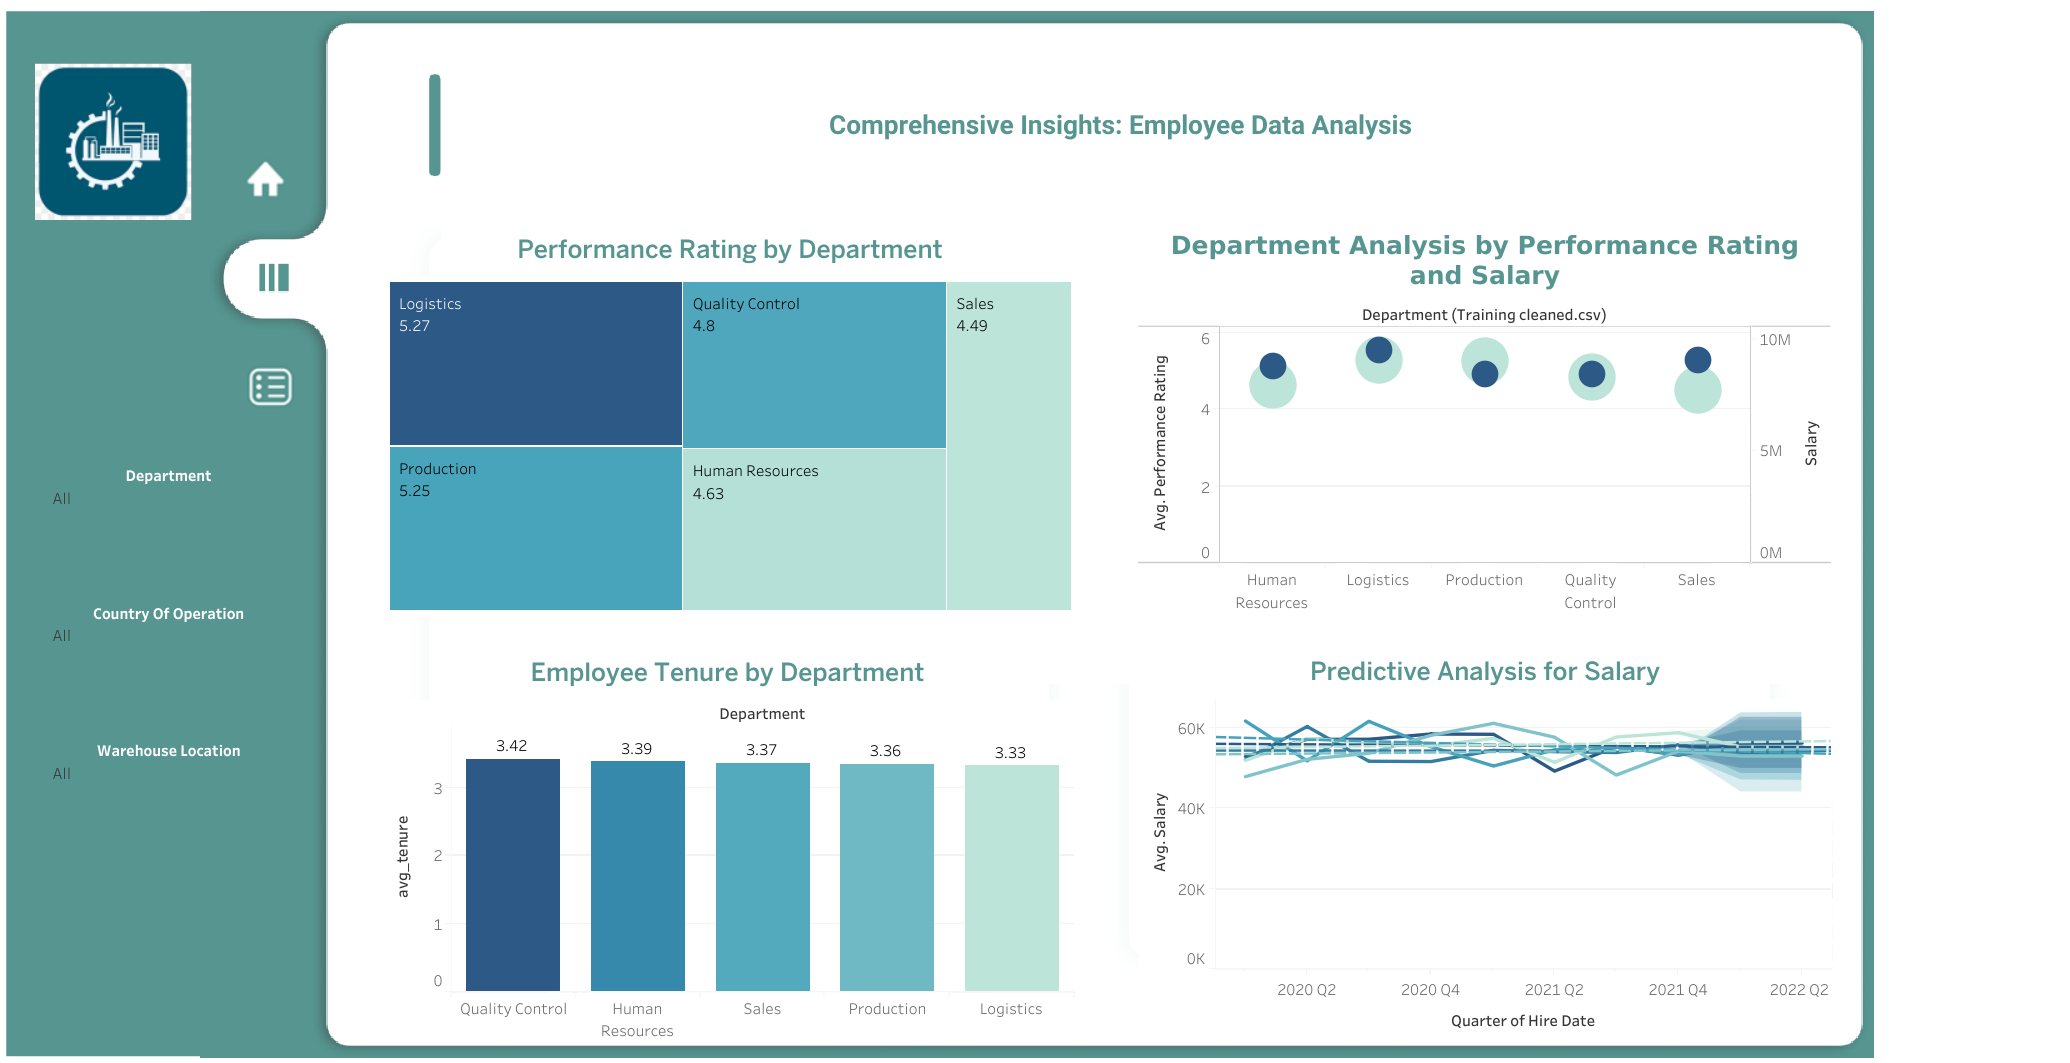 Comprehensive Insights: Employee Data Analysis
Department
All
Country Of Operation
All
Warehouse Location
All
Performance Rating by Department
Logistics
5.27
Quality Control
4.8
Sales
4.49
Production
5.25
Human Resources
4.63
Department Analysis by Performance Rating
and Salary
Department (Training cleaned.csv)
Avg. Performance Rating
6
4
2
0
10M
5M
0M
Salary
Human
Resources
Logistics
Production
Quality
Control
Sales
Employee Tenure by Department
Department
avg_tenure
3
2
1
0
3.42
3.39
3.37
3.36
3.33
Quality Control
Human
Resources
Sales
Production
Logistics
Predictive Analysis for Salary
Avg. Salary
60K
40K
20K
0K
2020 Q2
2020 Q4
2021 Q2
2021 Q4
2022 Q2
Quarter of Hire Date